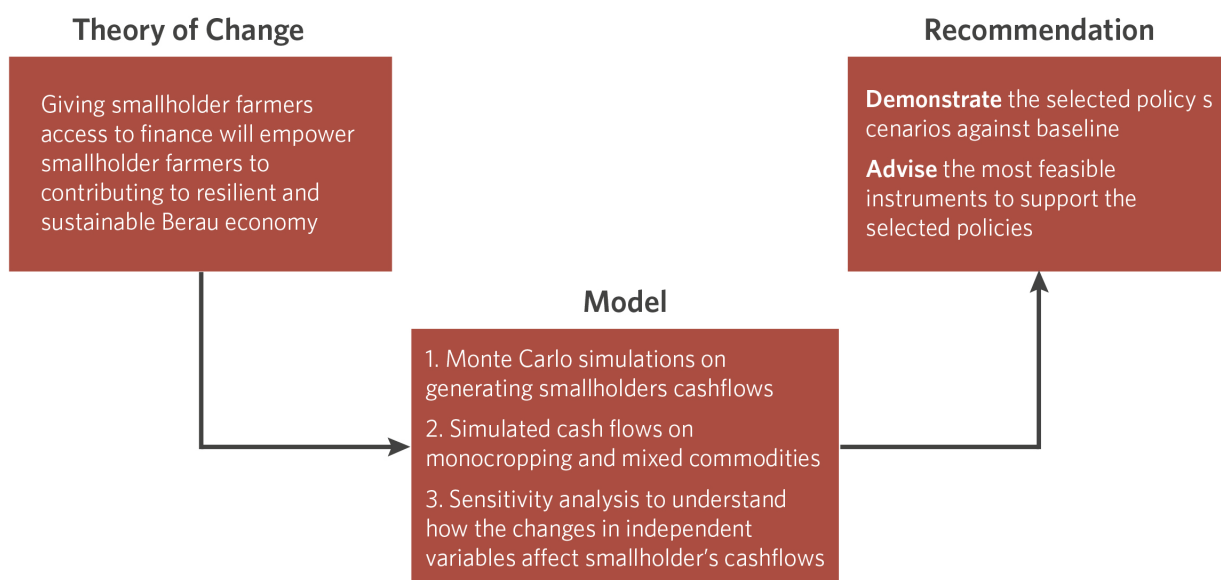 Theory of Change
Giving smallholder farmers
access to finance will empower
smallholder farmers to
contributing to resilient and
sustainable Berau economy
Model
1. Monte Carlo simulations on
generating smallholders cashflows
2. Simulated cash flows on
monocropping and mixed commodities
3. Sensitivity analysis to understand
how the changes in independent
variables affect smallholder’s cashflows
Recommendation
Demonstrate the selected policy s
cenarios against baseline
Advise the most feasible
instruments to support the
selected policies